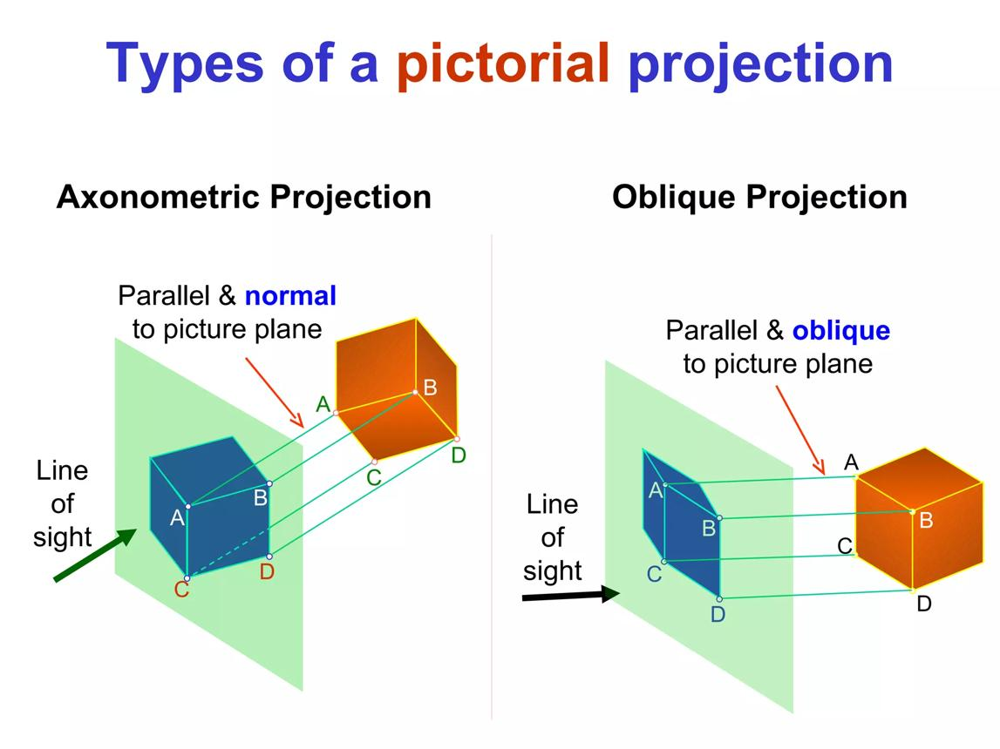 Types of a pictorial projection
Axonometric Projection
Parallel & normal
to picture plane
Line
of
sight
A
B
C
D
A
B
C
D
Oblique Projection
Parallel & oblique
to picture plane
Line
of
sight
A
B
C
D
A
B
C
D